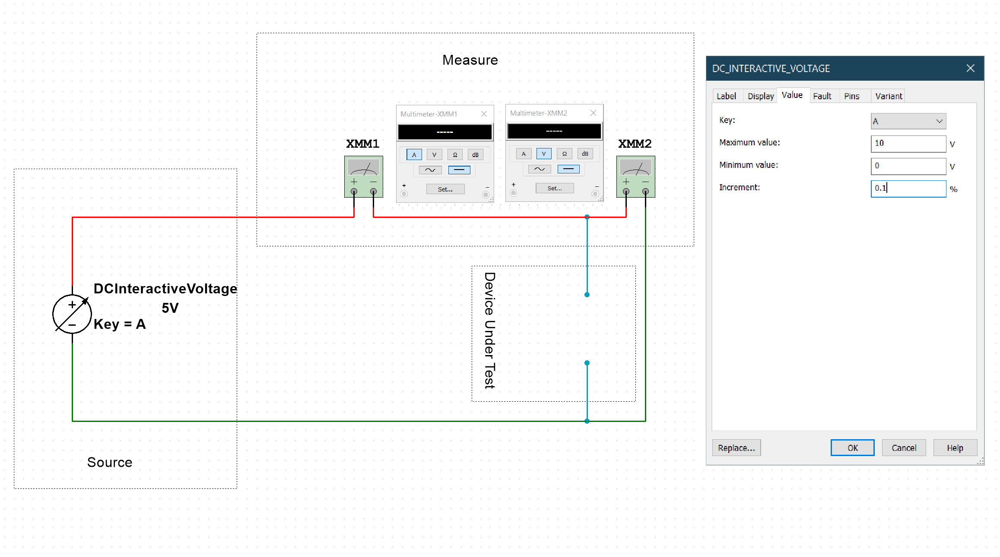 Measure
DC_INTERACTIVE_VOLTAGE
Label Display Value Fault Pins Variant
Key: A
Maximum value: 10 V
Minimum value: 0 V
Increment: 0.1 %
Multimeter-XMM1
-----
A V Ω dB
Set...
+ −
Multimeter-XMM2
-----
A V Ω dB
Set...
+ −
XMM1
+ −
XMM2
+ −
DCInteractiveVoltage
5V
Key = A
+
−
Device Under Test
Source
Replace... OK Cancel Help